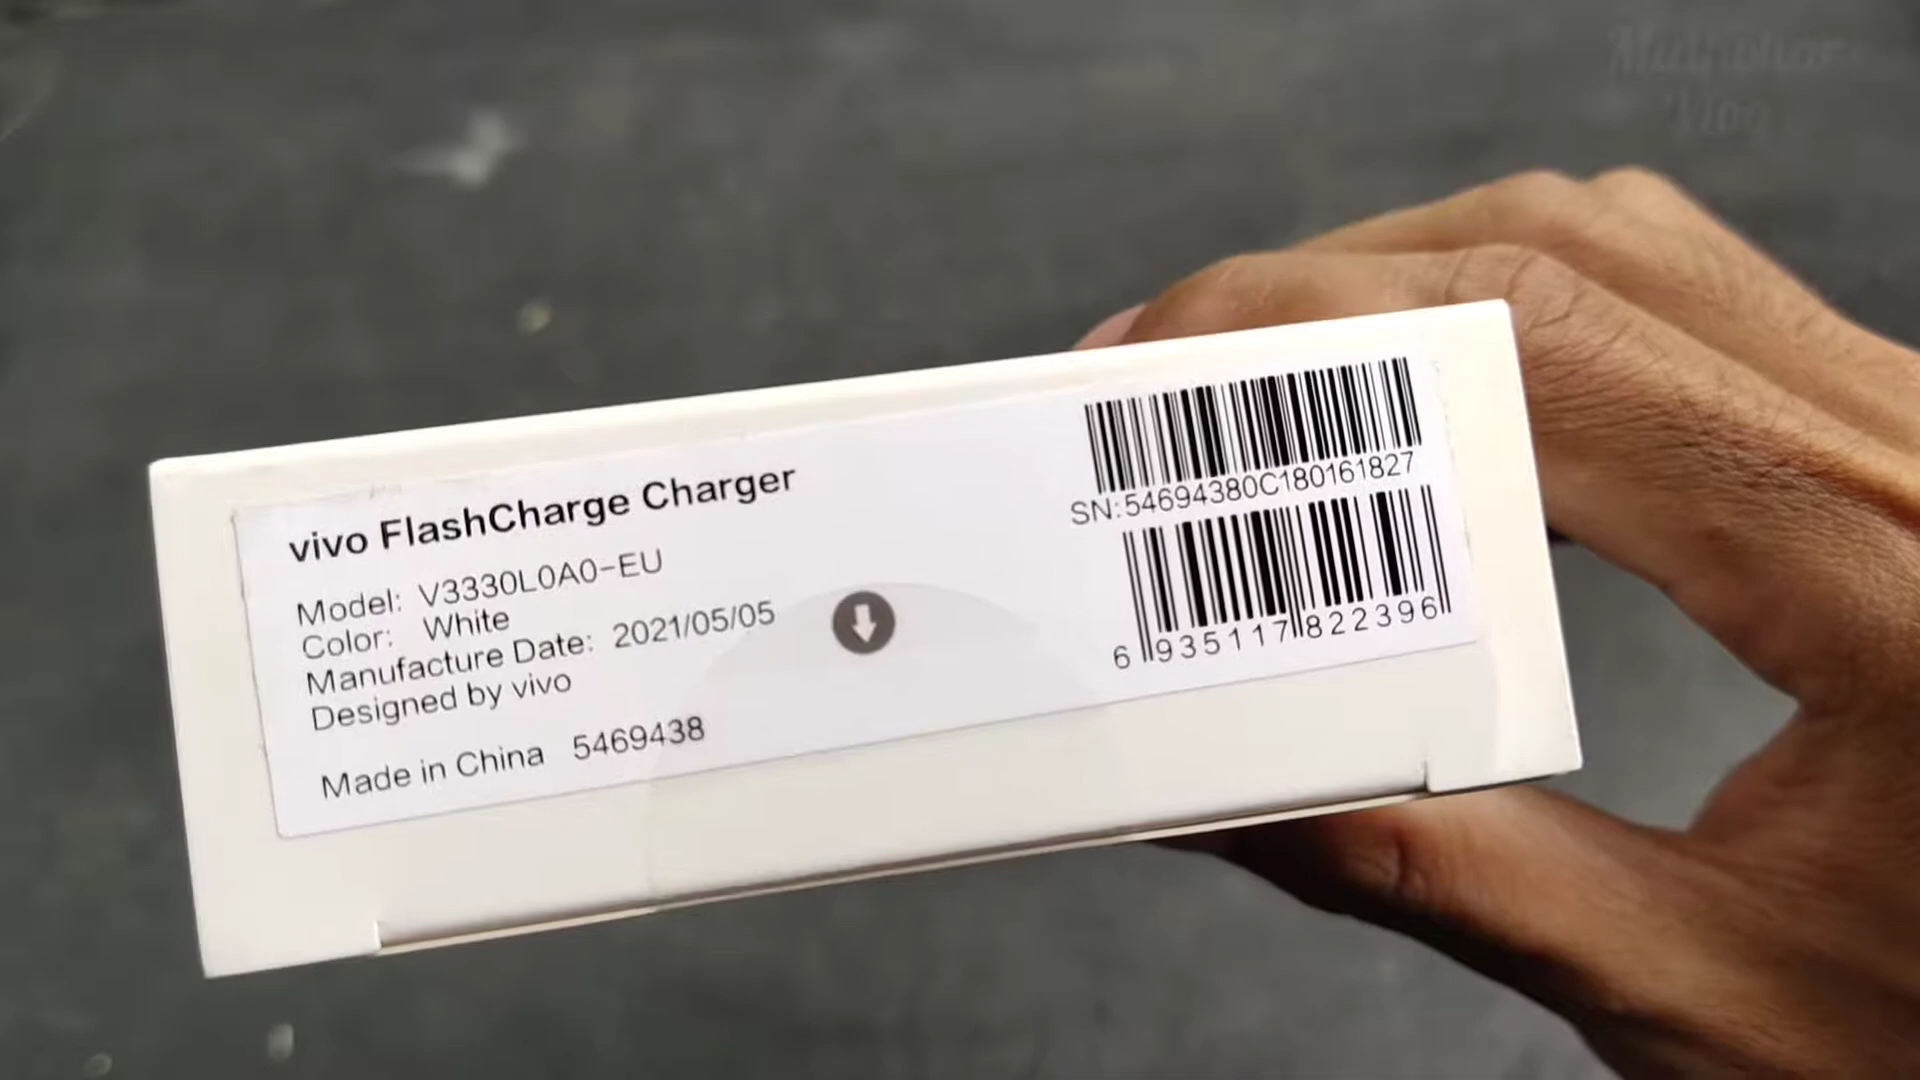 vivo FlashCharge Charger
Model: V3330L0A0-EU
Color: White
Manufacture Date: 2021/05/05
Designed by vivo
Made in China 5469438
SN:54694380C180161827
6 935117 822396
Vlog